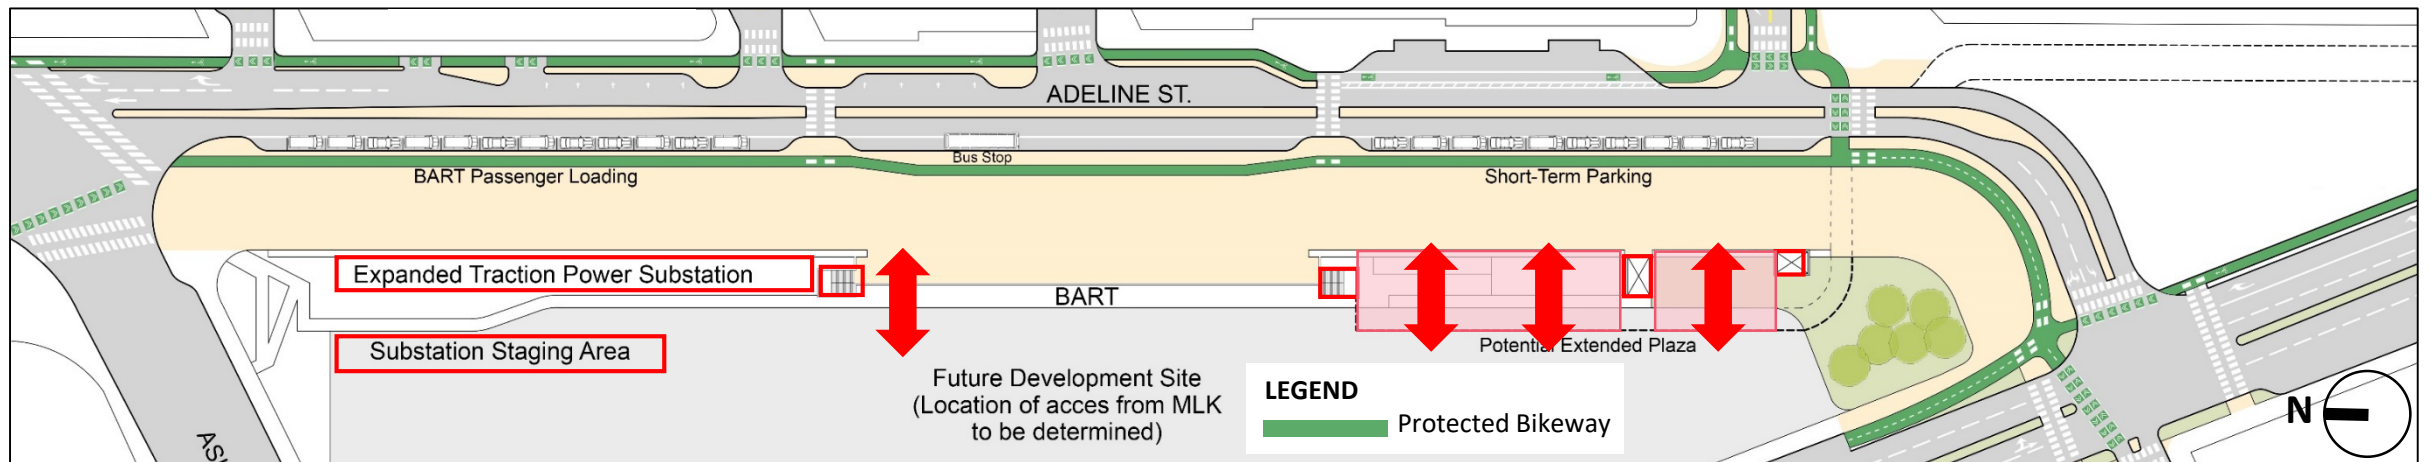 ADELINE ST.
Bus Stop
BART Passenger Loading
Short-Term Parking
Expanded Traction Power Substation
BART
Substation Staging Area
Potential Extended Plaza
Future Development Site
(Location of acces from MLK
to be determined)
LEGEND
Protected Bikeway
N